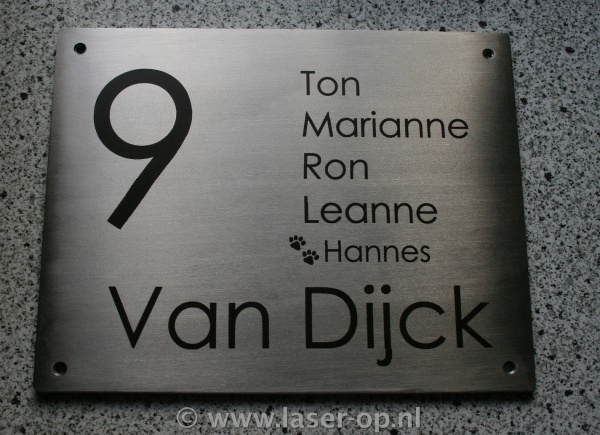 9
Ton
Marianne
Ron
Leanne
Hannes
Van Dijck
© www.laser-op.nl